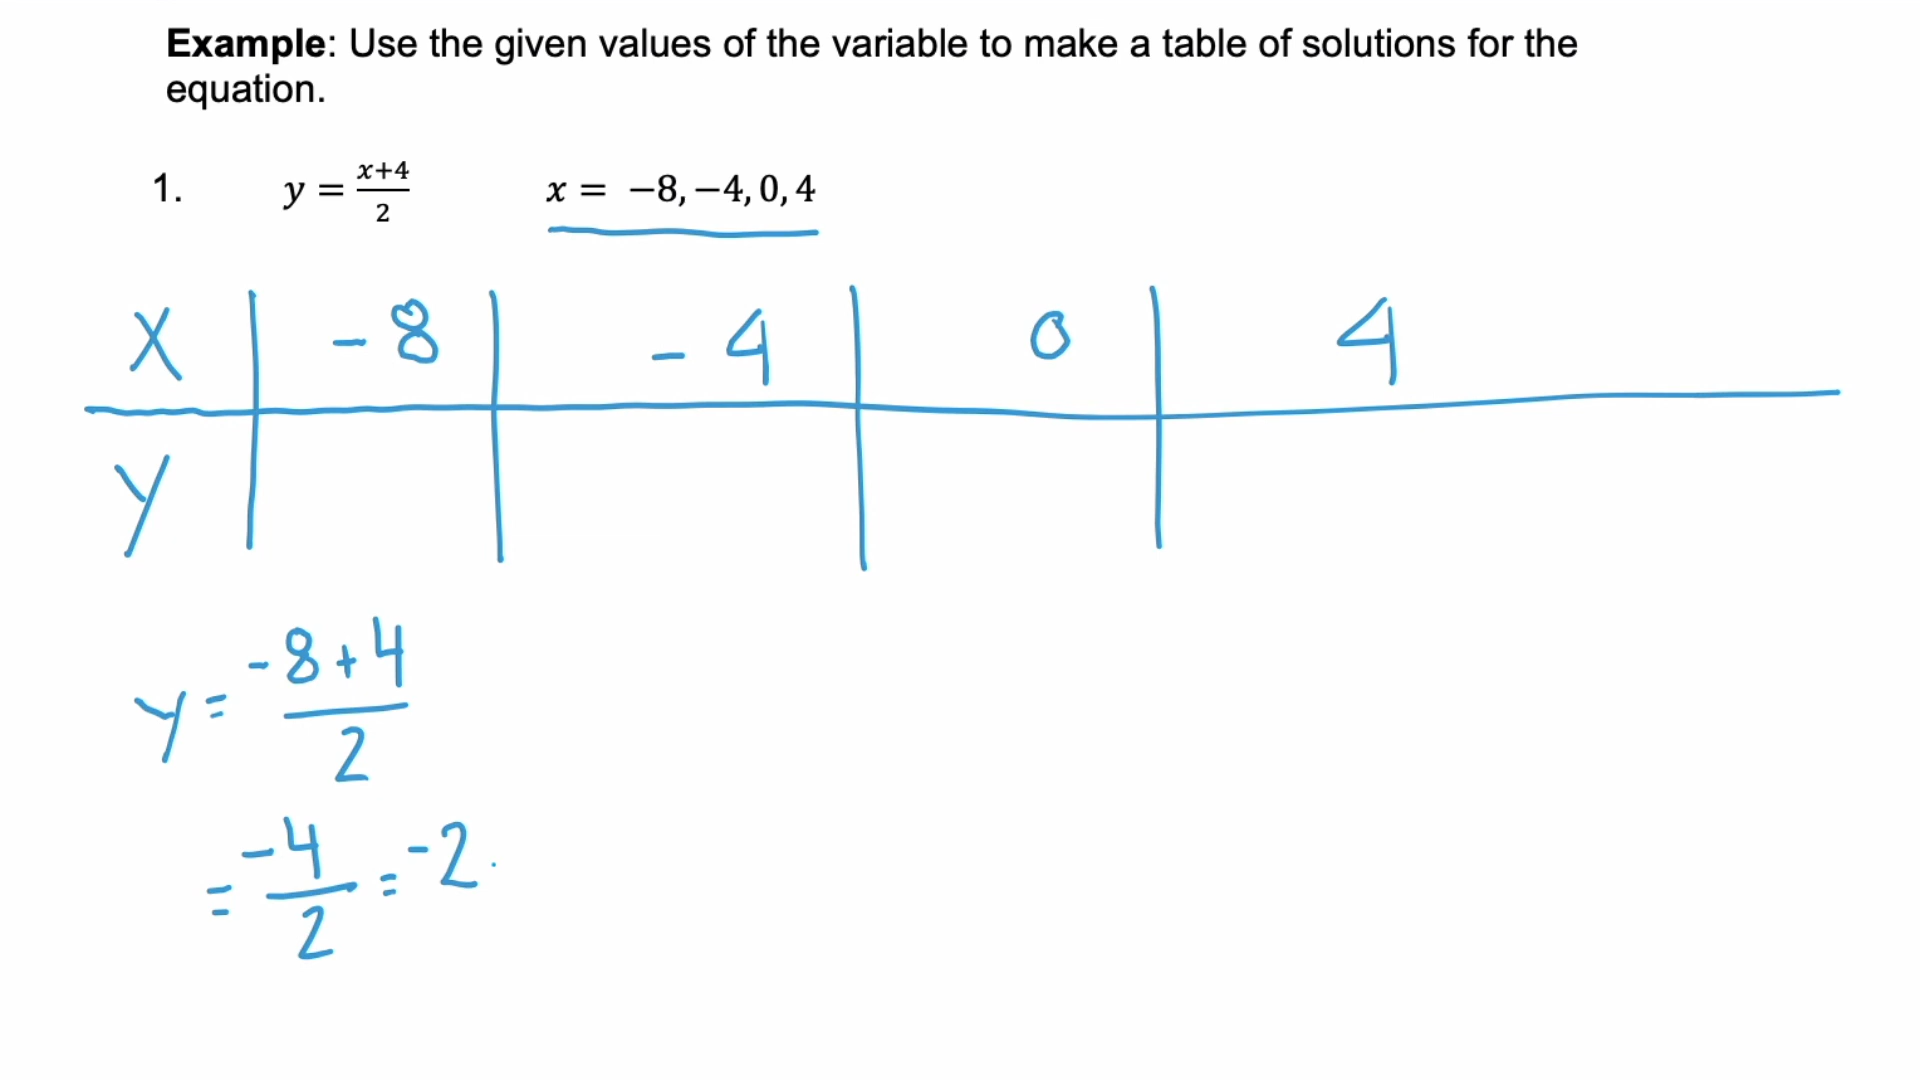 Example: Use the given values of the variable to make a table of solutions for the
equation.
1. y = x+4/2 x = −8, −4, 0, 4
X | -8 | -4 | 0 | 4
Y
y = -8+4/2
= -4/2 = -2.